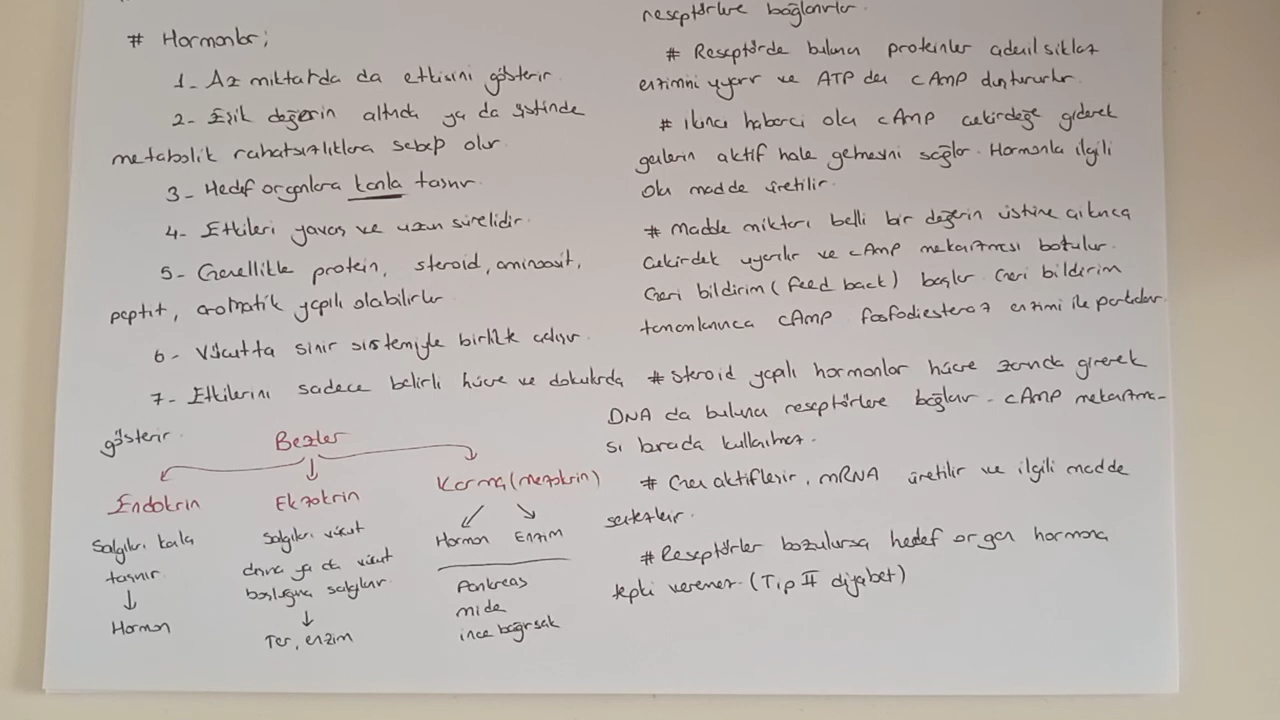 # Hormonlar;
1- Az miktarda da etkisini gösterir
2- Eşik değerin altında ya da üstünde
metabolik rahatsızlıklara sebep olur
3- Hedef organlara kanla taşınır.
4- Etkileri yavaş ve uzun sürelidir.
5- Genellikle protein, steroid, aminoasit,
peptit, aromatik yapılı olabilirler
6- Vücutta sinir sistemiyle birlikte çalışır.
7- Etkilerini sadece belirli hücre ve dokularda
gösterir.
Bezler
Endokrin
Salgıları kanla
taşınır
↓
Hormon
Ekzokrin
Salgıları vücut
dışına ya da vücut
boşluğuna salgılar
↓
Ter, enzim
Karma (mezokrin)
Hormon Enzim
Pankreas
mide
ince bağırsak
reseptörlere bağlanırlar.
# Reseptörde bulunan proteinler adenil siklaz
enzimini uyarır ve ATP den cAMP oluştururlar.
# ikinci haberci olan cAMP çekirdeğe giderek
genlerin aktif hale gelmesini sağlar. Hormonla ilgili
olan madde üretilir.
# Madde miktarı belli bir değerin üstüne çıkınca
Çekirdek uyarılır ve cAMP mekanizması bozulur.
Geri bildirim (feed back) başlar Geri bildirim
tamamlanınca cAMP fosfodiesteraz enzimi ile parçalanır.
# steroid yapılı hormonlar hücre zarından girerek
DNA da bulunan reseptörlere bağlanır. cAMP mekanizma-
sı burada kullanılmaz.
# Gen aktifleşir, mRNA üretilir ve ilgili madde
sentezlenir.
# Reseptörler bozulursa hedef organ hormona
tepki veremez (Tip II diyabet)